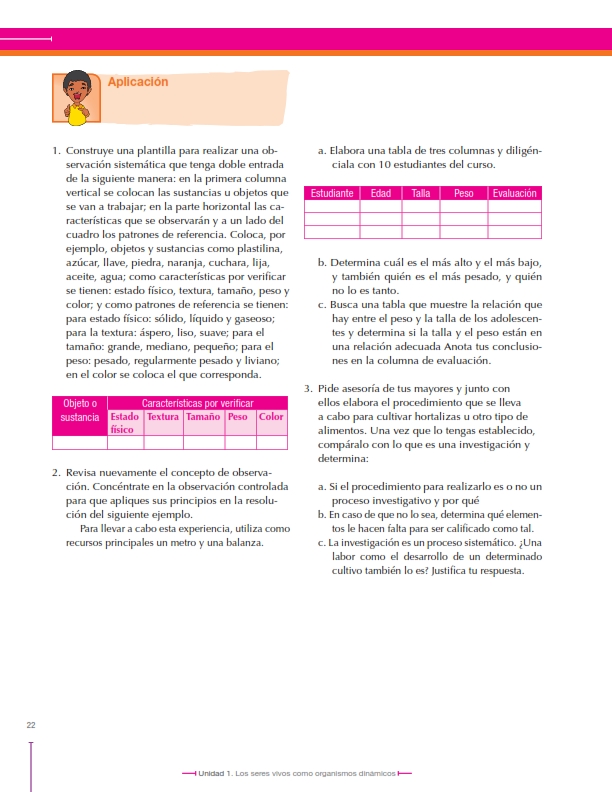 Aplicación
1. Construye una plantilla para realizar una ob-
servación sistemática que tenga doble entrada
de la siguiente manera: en la primera columna
vertical se colocan las sustancias u objetos que
se van a trabajar; en la parte horizontal las ca-
racterísticas que se observarán y a un lado del
cuadro los patrones de referencia. Coloca, por
ejemplo, objetos y sustancias como plastilina,
azúcar, llave, piedra, naranja, cuchara, lija,
aceite, agua; como características por verificar
se tienen: estado físico, textura, tamaño, peso y
color; y como patrones de referencia se tienen:
para estado físico: sólido, líquido y gaseoso;
para la textura: áspero, liso, suave; para el
tamaño: grande, mediano, pequeño; para el
peso: pesado, regularmente pesado y liviano;
en el color se coloca el que corresponda.
Objeto o sustancia Características por verificar
Estado físico Textura Tamaño Peso Color
2. Revisa nuevamente el concepto de observa-
ción. Concéntrate en la observación controlada
para que apliques sus principios en la resolu-
ción del siguiente ejemplo.
Para llevar a cabo esta experiencia, utiliza como
recursos principales un metro y una balanza.
a. Elabora una tabla de tres columnas y diligén-
ciala con 10 estudiantes del curso.
Estudiante Edad Talla Peso Evaluación
b. Determina cuál es el más alto y el más bajo,
y también quién es el más pesado, y quién
no lo es tanto.
c. Busca una tabla que muestre la relación que
hay entre el peso y la talla de los adolescen-
tes y determina si la talla y el peso están en
una relación adecuada Anota tus conclusio-
nes en la columna de evaluación.
3. Pide asesoría de tus mayores y junto con
ellos elabora el procedimiento que se lleva
a cabo para cultivar hortalizas u otro tipo de
alimentos. Una vez que lo tengas establecido,
compáralo con lo que es una investigación y
determina:
a. Si el procedimiento para realizarlo es o no un
proceso investigativo y por qué
b. En caso de que no lo sea, determina qué elemen-
tos le hacen falta para ser calificado como tal.
c. La investigación es un proceso sistemático. ¿Una
labor como el desarrollo de un determinado
cultivo también lo es? Justifica tu respuesta.
22
Unidad 1. Los seres vivos como organismos dinámicos